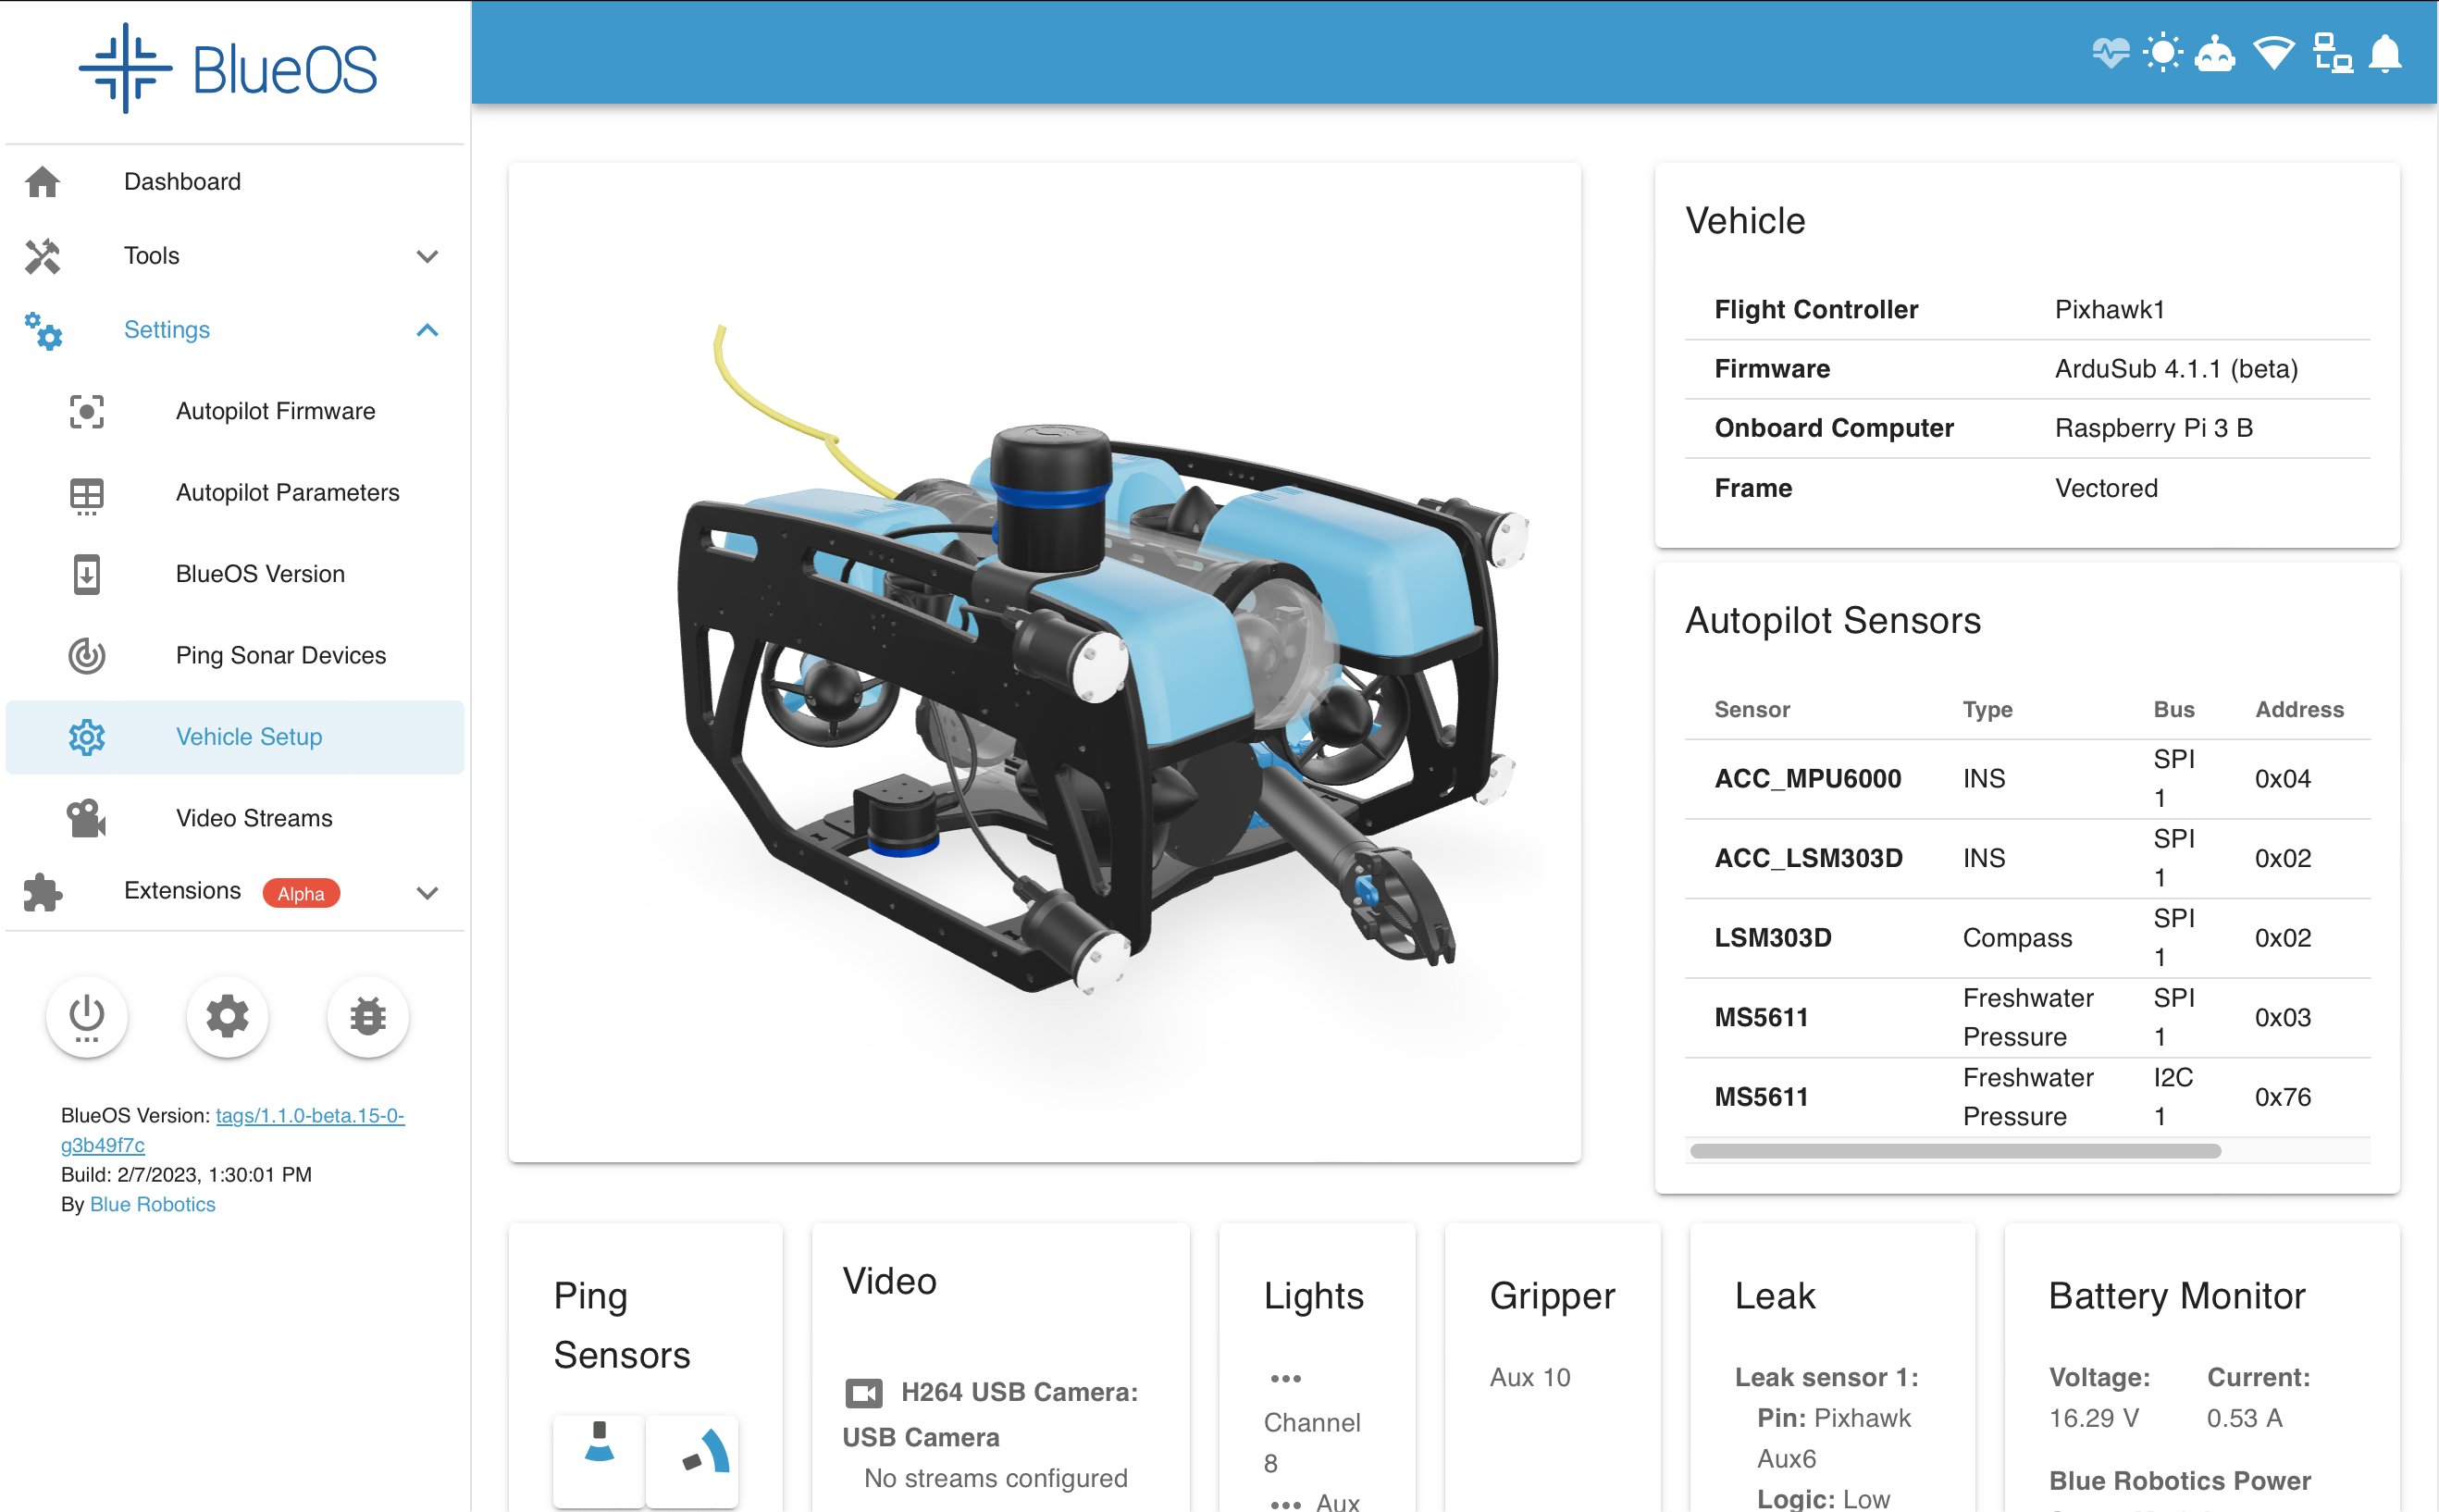 BlueOS
Dashboard
Tools
Settings
Autopilot Firmware
Autopilot Parameters
BlueOS Version
Ping Sonar Devices
Vehicle Setup
Video Streams
Extensions Alpha
BlueOS Version: tags/1.1.0-beta.15-0-
g3b49f7c
Build: 2/7/2023, 1:30:01 PM
By Blue Robotics
Vehicle
Flight Controller Pixhawk1
Firmware ArduSub 4.1.1 (beta)
Onboard Computer Raspberry Pi 3 B
Frame Vectored
Autopilot Sensors
Sensor Type Bus Address
ACC_MPU6000 INS SPI 1 0x04
ACC_LSM303D INS SPI 1 0x02
LSM303D Compass SPI 1 0x02
MS5611 Freshwater Pressure SPI 1 0x03
MS5611 Freshwater Pressure I2C 1 0x76
Ping
Sensors
Video
H264 USB Camera:
USB Camera
No streams configured
Lights
Channel
8
Aux
Gripper
Aux 10
Leak
Leak sensor 1:
Pin: Pixhawk
Aux6
Logic: Low
Battery Monitor
Voltage: Current:
16.29 V 0.53 A
Blue Robotics Power